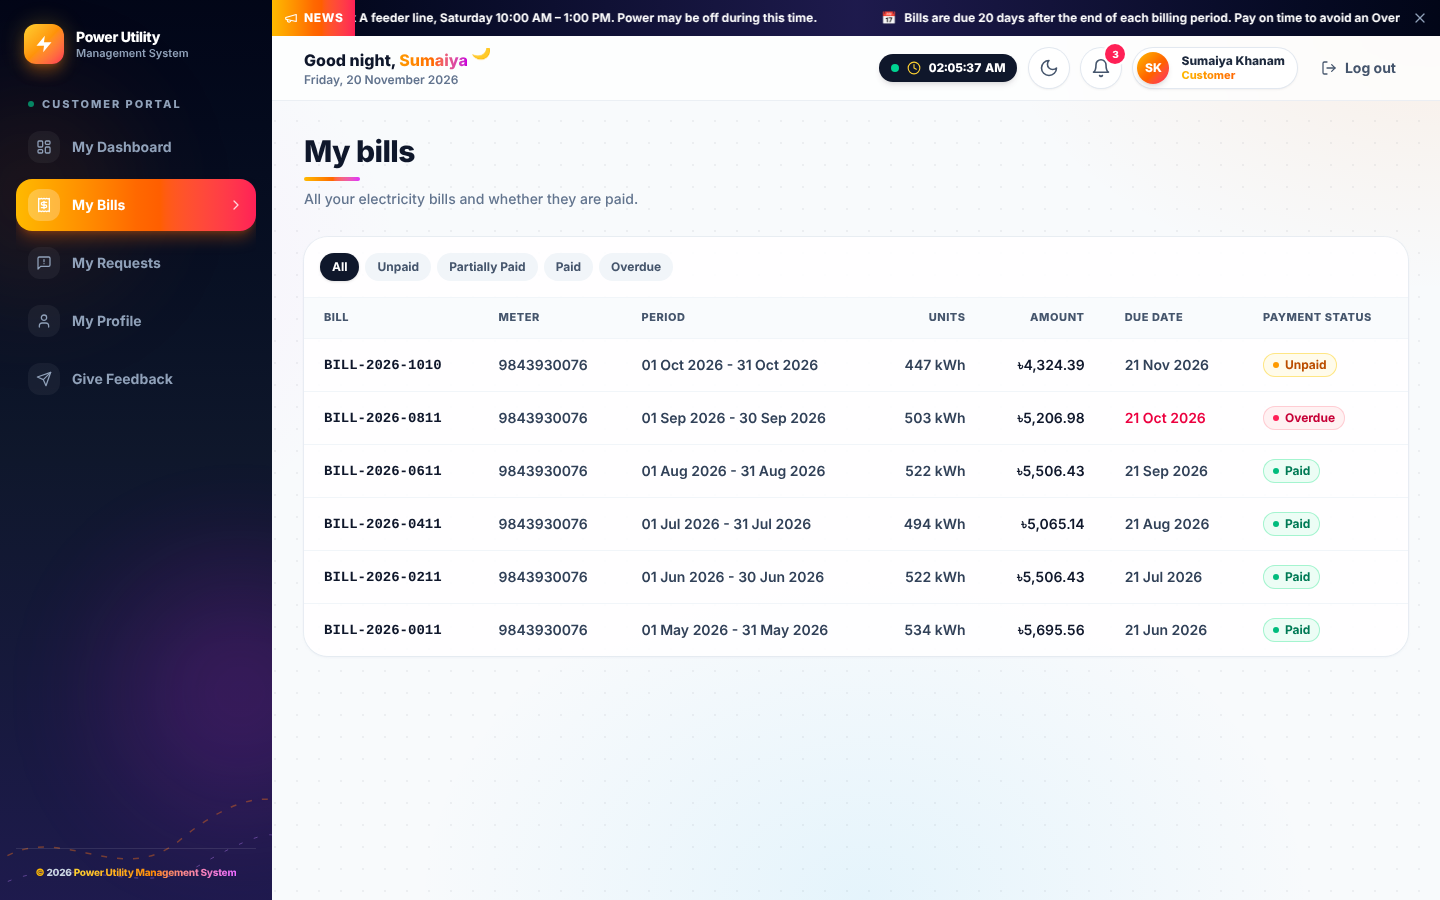 Power Utility
Management System
CUSTOMER PORTAL
My Dashboard
My Bills
My Requests
My Profile
Give Feedback
© 2026 Power Utility Management System
NEWS A feeder line, Saturday 10:00 AM – 1:00 PM. Power may be off during this time. 📅 Bills are due 20 days after the end of each billing period. Pay on time to avoid an Over
Good night, Sumaiya 🌙
Friday, 20 November 2026
02:05:37 AM
3
SK
Sumaiya Khanam
Customer
Log out
My bills
All your electricity bills and whether they are paid.
All Unpaid Partially Paid Paid Overdue
BILL METER PERIOD UNITS AMOUNT DUE DATE PAYMENT STATUS
BILL-2026-1010 9843930076 01 Oct 2026 - 31 Oct 2026 447 kWh ৳4,324.39 21 Nov 2026 Unpaid
BILL-2026-0811 9843930076 01 Sep 2026 - 30 Sep 2026 503 kWh ৳5,206.98 21 Oct 2026 Overdue
BILL-2026-0611 9843930076 01 Aug 2026 - 31 Aug 2026 522 kWh ৳5,506.43 21 Sep 2026 Paid
BILL-2026-0411 9843930076 01 Jul 2026 - 31 Jul 2026 494 kWh ৳5,065.14 21 Aug 2026 Paid
BILL-2026-0211 9843930076 01 Jun 2026 - 30 Jun 2026 522 kWh ৳5,506.43 21 Jul 2026 Paid
BILL-2026-0011 9843930076 01 May 2026 - 31 May 2026 534 kWh ৳5,695.56 21 Jun 2026 Paid